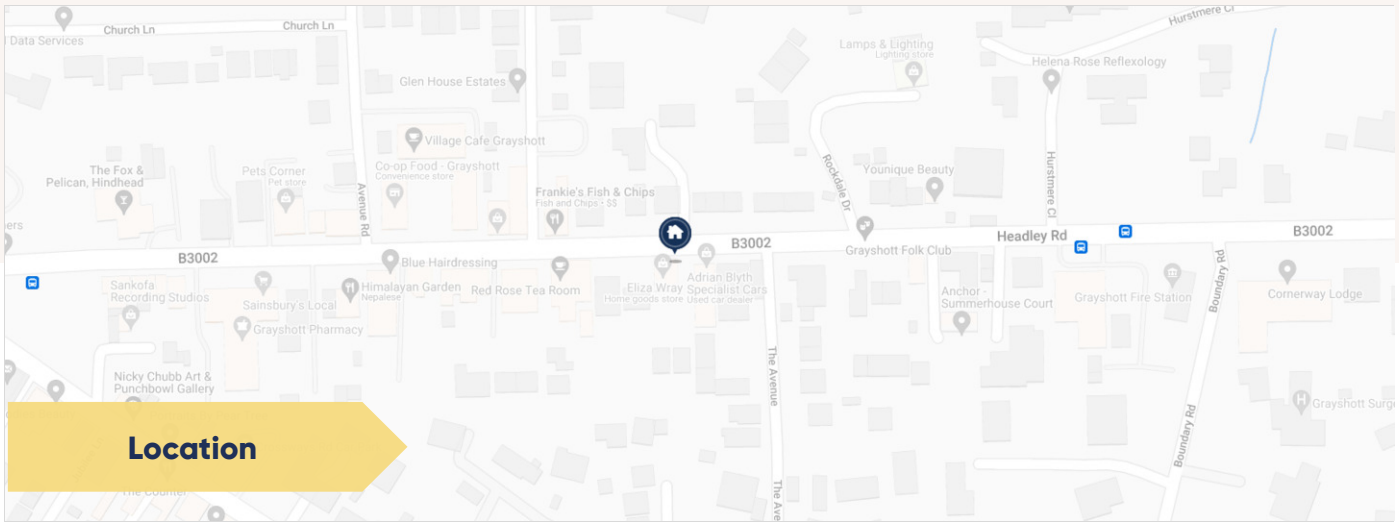 Church Ln
Church Ln
Hurstmere Cl
Data Services
Lamps & Lighting
Lighting store
Helena Rose Reflexology
Glen House Estates
Village Cafe Grayshott
The Fox &
Pelican, Hindhead
Pets Corner
Pet store
Co-op Food - Grayshott
Convenience store
Avenue Rd
Frankie's Fish & Chips
Fish and Chips • $$
Rockdale Dr
Younique Beauty
Hurstmere Cl
ers
B3002
B3002
Grayshott Folk Club
Headley Rd
B3002
Boundary Rd
Blue Hairdressing
Sankofa
Recording Studios
Sainsbury's Local
Himalayan Garden
Nepalese
Red Rose Tea Room
Eliza Wray
Home goods store
Adrian Blyth
Specialist Cars
Used car dealer
Anchor -
Summerhouse Court
Grayshott Fire Station
Cornerway Lodge
Grayshott Pharmacy
The Avenue
Nicky Chubb Art &
Punchbowl Gallery
H
Grayshott Surg
Boundary Rd
Location
The Counter
The Ave